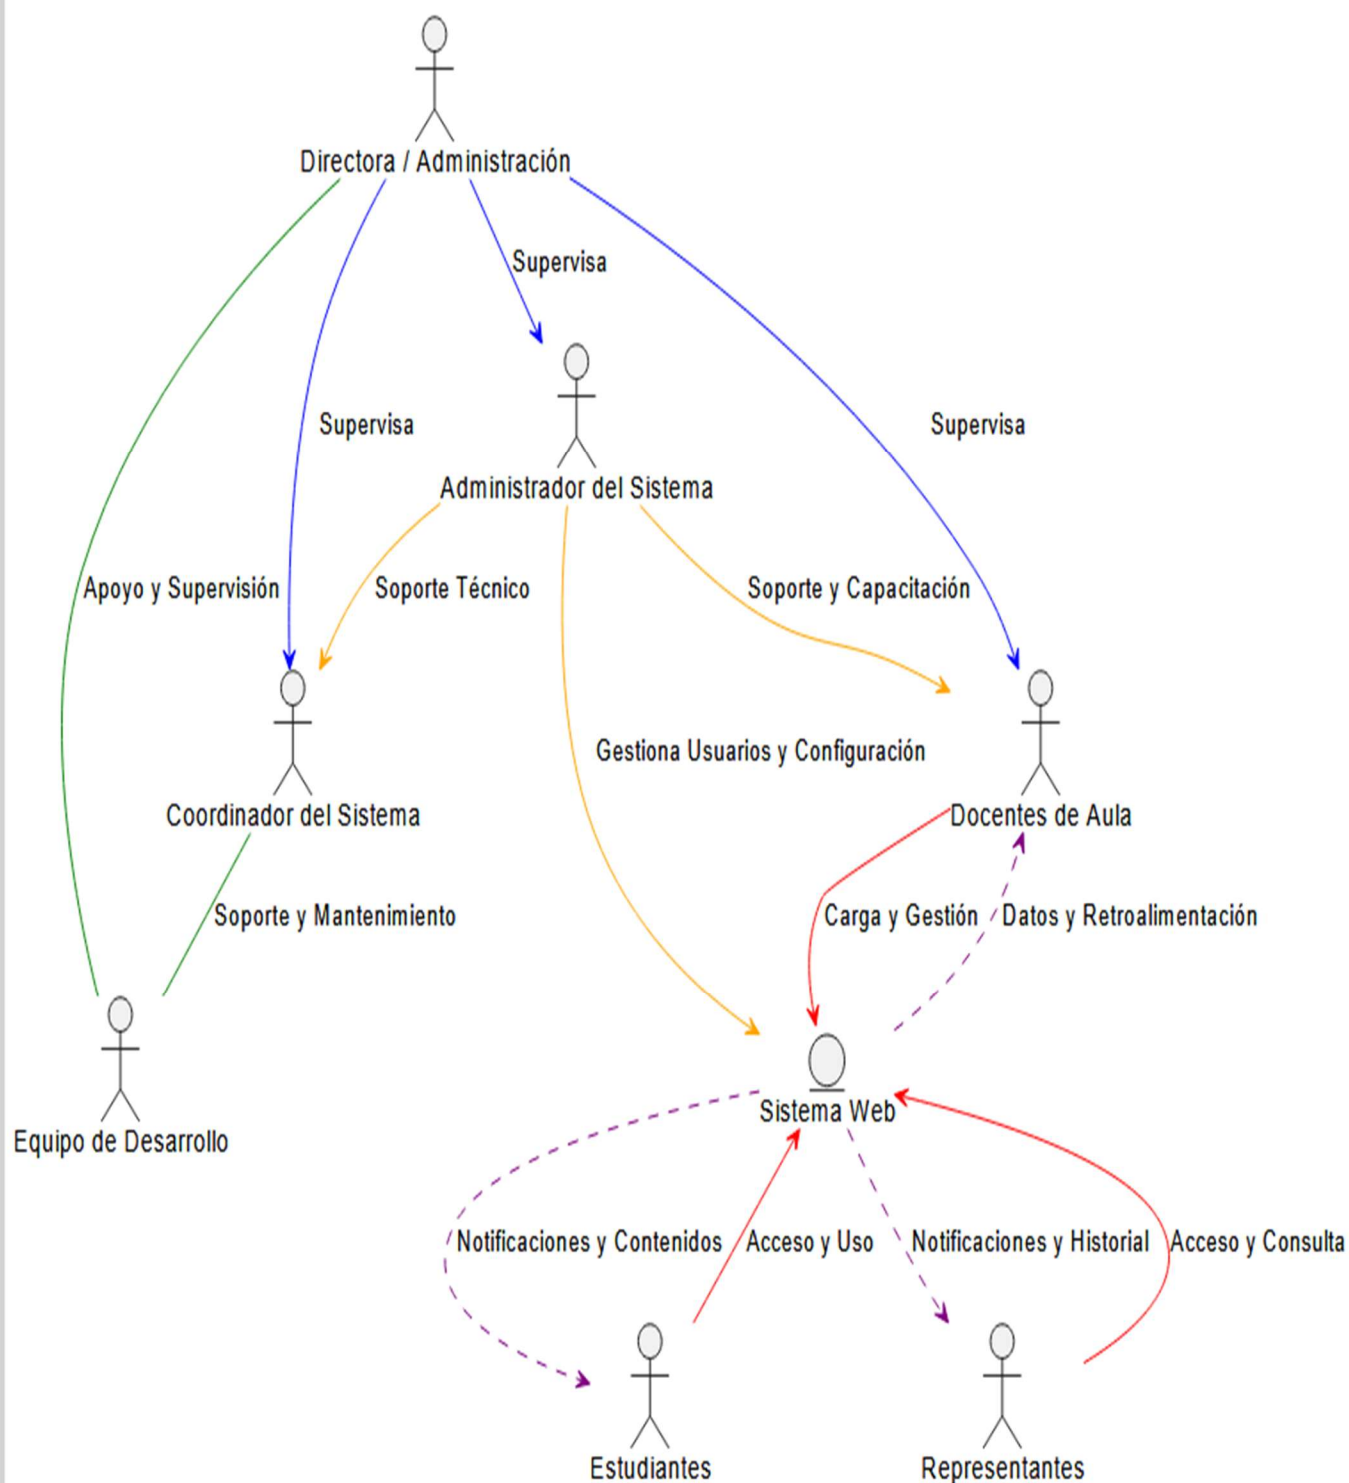 Directora / Administración
Supervisa
Supervisa
Supervisa
Administrador del Sistema
Apoyo y Supervisión
Soporte Técnico
Soporte y Capacitación
Gestiona Usuarios y Configuración
Coordinador del Sistema
Docentes de Aula
Soporte y Mantenimiento
Carga y Gestión
Datos y Retroalimentación
Sistema Web
Equipo de Desarrollo
Notificaciones y Contenidos
Acceso y Uso
Notificaciones y Historial
Acceso y Consulta
Estudiantes
Representantes